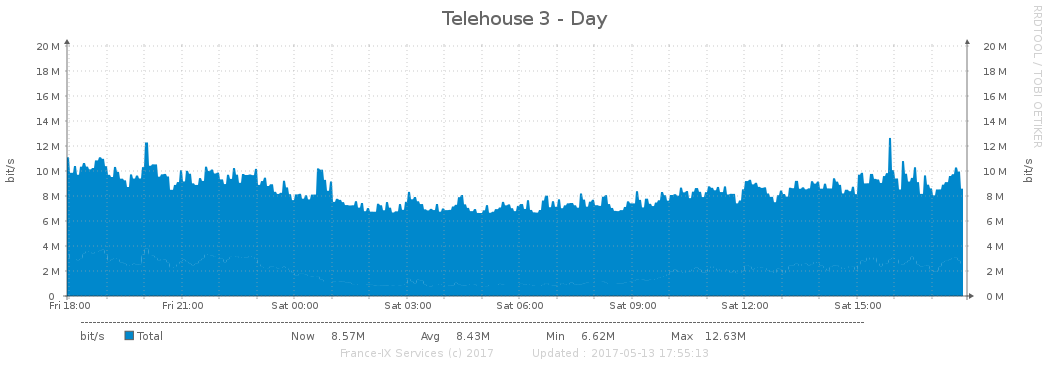 Telehouse 3 - Day
RRDTOOL / TOBI OETIKER
bit/s
20 M
18 M
16 M
14 M
12 M
10 M
8 M
6 M
4 M
2 M
0
20 M
18 M
16 M
14 M
12 M
10 M
8 M
6 M
4 M
2 M
0 M
bit/s
Fri 18:00 Fri 21:00 Sat 00:00 Sat 03:00 Sat 06:00 Sat 09:00 Sat 12:00 Sat 15:00
bit/s Total Now 8.57M Avg 8.43M Min 6.62M Max 12.63M
France-IX Services (c) 2017 Updated : 2017-05-13 17:55:13